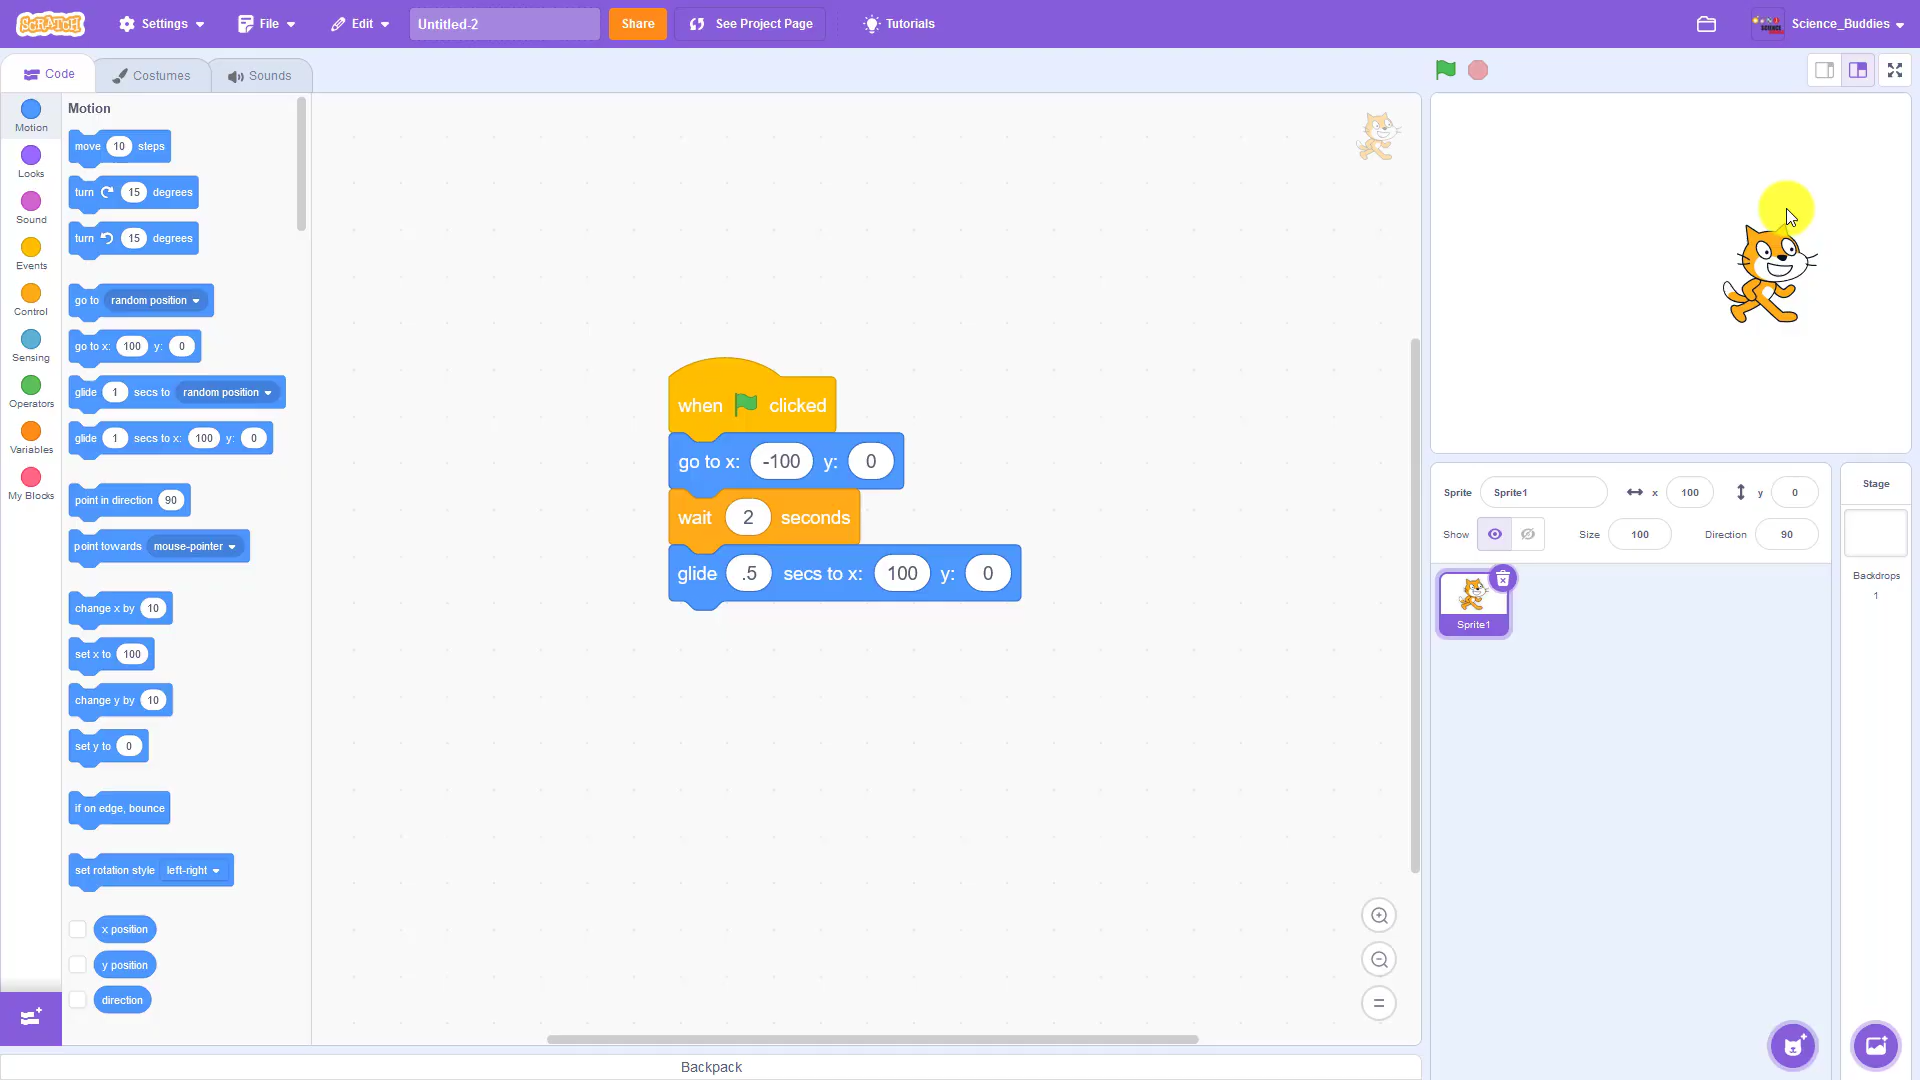 SCRATCH
Settings
File
Edit
Untitled-2
Share
See Project Page
Tutorials
Science_Buddies
Code
Costumes
Sounds
Motion
Looks
Sound
Events
Control
Sensing
Operators
Variables
My Blocks
Motion
move 10 steps
turn 15 degrees
turn 15 degrees
go to random position
go to x: 100 y: 0
glide 1 secs to random position
glide 1 secs to x: 100 y: 0
point in direction 90
point towards mouse-pointer
change x by 10
set x to 100
change y by 10
set y to 0
if on edge, bounce
set rotation style left-right
x position
y position
direction
when clicked
go to x: -100 y: 0
wait 2 seconds
glide .5 secs to x: 100 y: 0
Backpack
Sprite Sprite1 x 100 y 0
Show Size 100 Direction 90
Sprite1
Stage
Backdrops
1